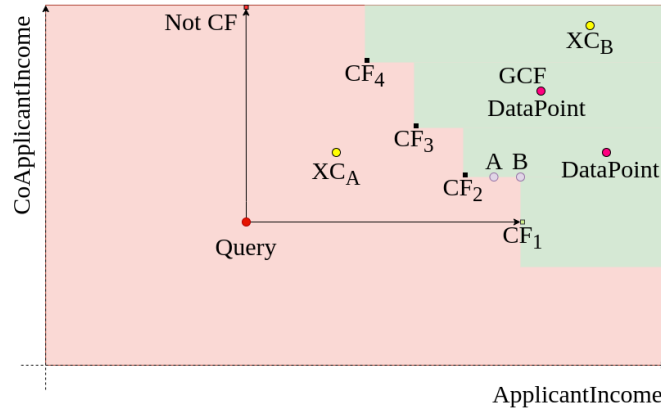 Not CF
XC_B
CF_4
GCF
DataPoint
CF_3
CoApplicantIncome
XC_A
A
B
DataPoint
CF_2
Query
CF_1
ApplicantIncome